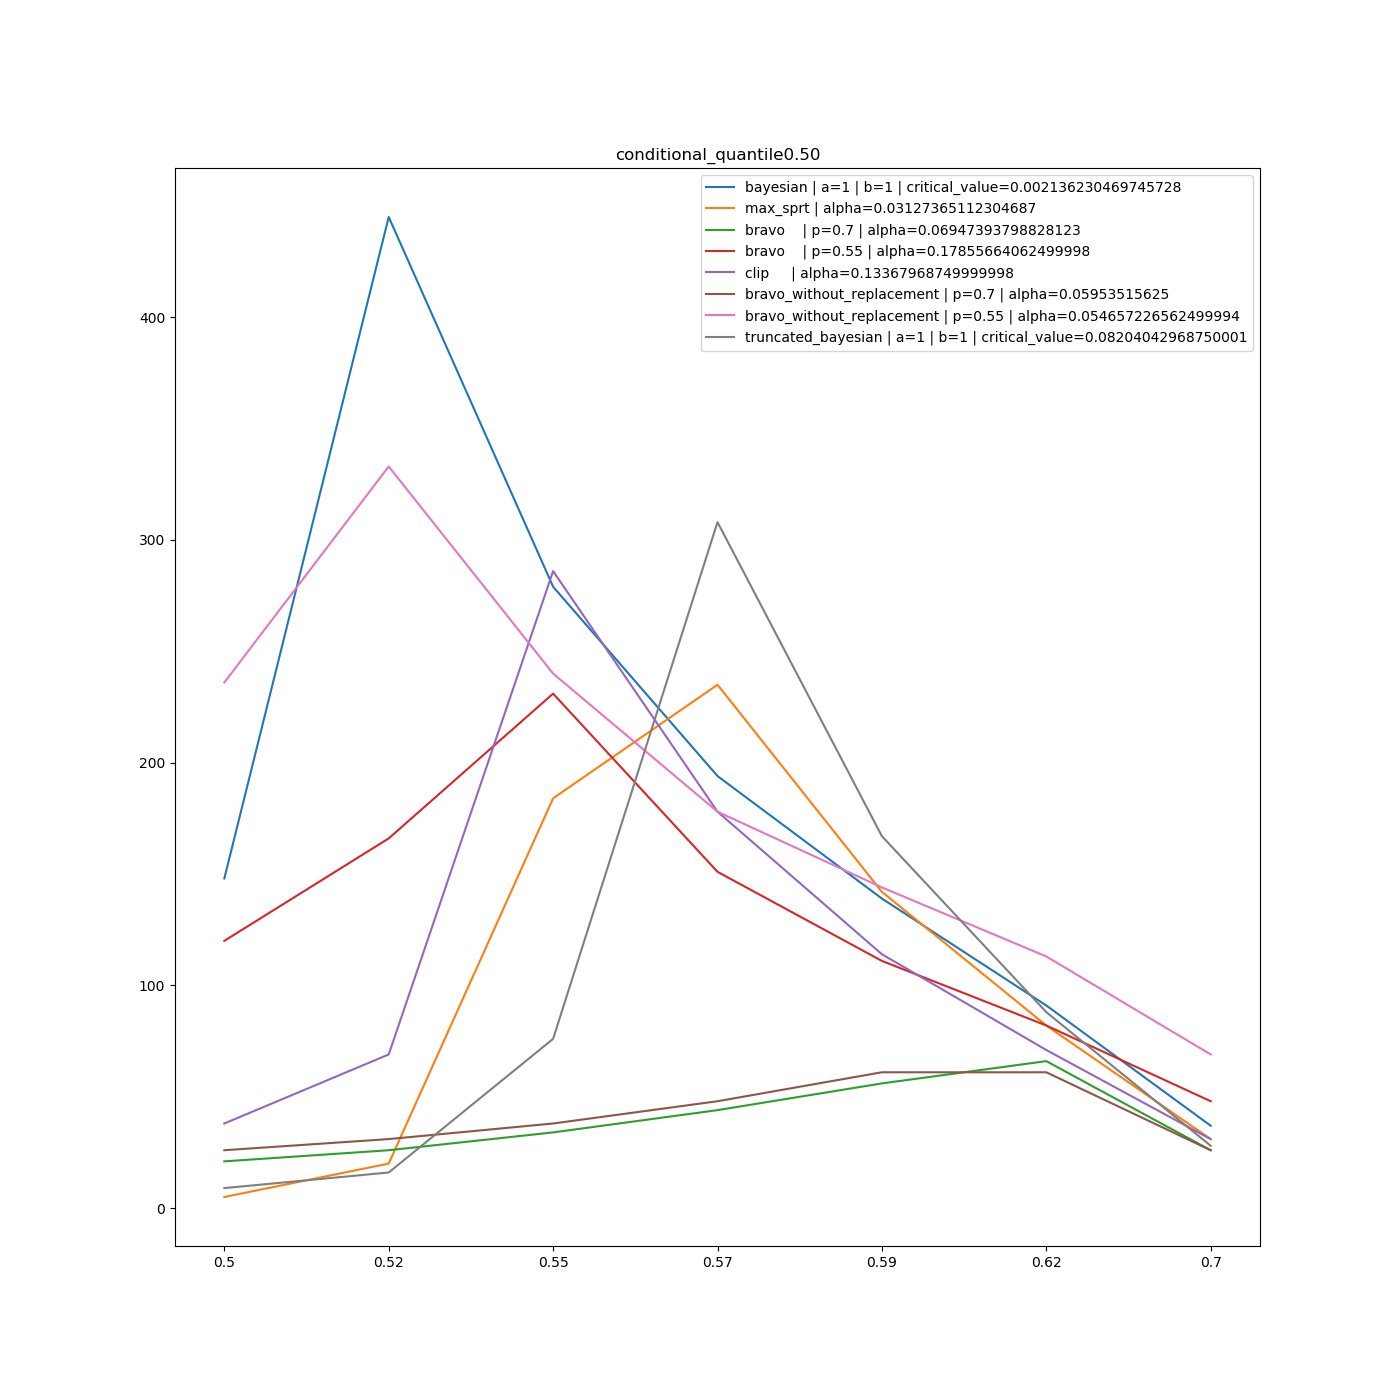 conditional_quantile0.50
bayesian | a=1 | b=1 | critical_value=0.002136230469745728
max_sprt | alpha=0.03127365112304687
bravo    | p=0.7 | alpha=0.06947393798828123
bravo    | p=0.55 | alpha=0.17855664062499998
clip     | alpha=0.13367968749999998
bravo_without_replacement | p=0.7 | alpha=0.05953515625
bravo_without_replacement | p=0.55 | alpha=0.054657226562499994
truncated_bayesian | a=1 | b=1 | critical_value=0.08204042968750001
400
300
200
100
0
0.5 0.52 0.55 0.57 0.59 0.62 0.7